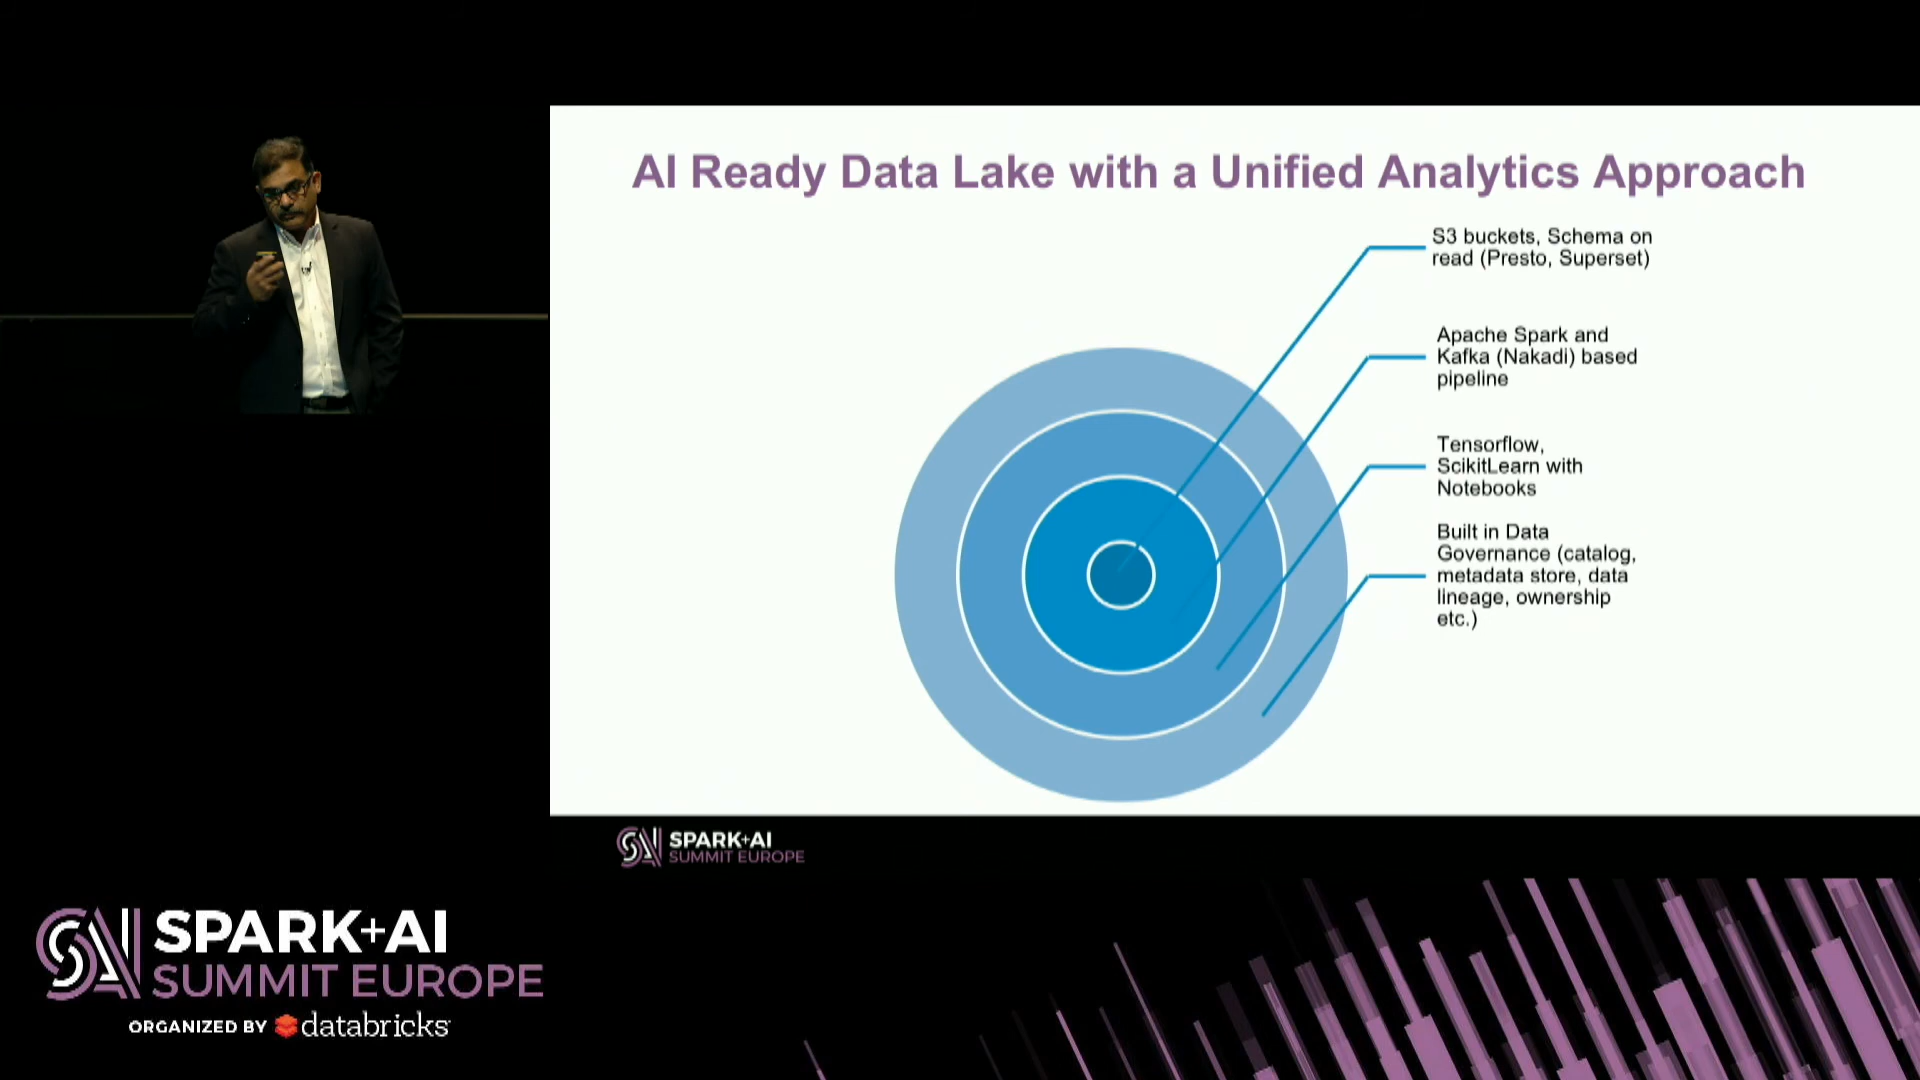 AI Ready Data Lake with a Unified Analytics Approach
S3 buckets, Schema on
read (Presto, Superset)
Apache Spark and
Kafka (Nakadi) based
pipeline
Tensorflow,
ScikitLearn with
Notebooks
Built in Data
Governance (catalog,
metadata store, data
lineage, ownership
etc.)
SPARK+AI
SUMMIT EUROPE
SPARK+AI
SUMMIT EUROPE
ORGANIZED BY databricks